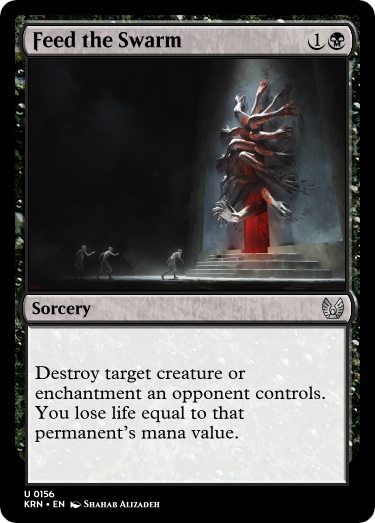 Feed the Swarm 1
Sorcery
Destroy target creature or
enchantment an opponent controls.
You lose life equal to that
permanent's mana value.
U 0156
KRN • EN Shahab Alizadeh